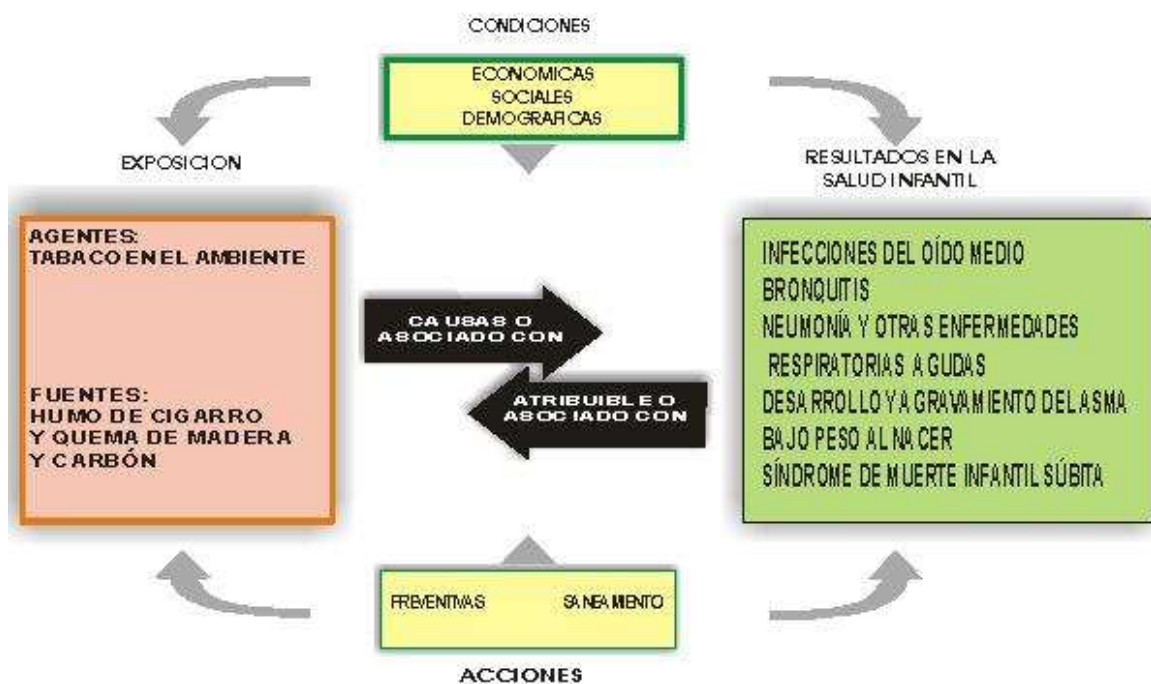 CONDICIONES
ECONOMICAS
SOCIALES
DEMOGRAFICAS
EXPOSICION
RESULTADOS EN LA
SALUD INFANTIL
AGENTES:
TABACO EN EL AMBIENTE
FUENTES:
HUMO DE CIGARRO
Y QUEMA DE MADERA
Y CARBÓN
CAUSAS O
ASOCIADO CON
ATRIBUIBLE O
ASOCIADO CON
INFECCIONES DEL OÍDO MEDIO
BRONQUITIS
NEUMONÍA Y OTRAS ENFERMEDADES
RESPIRATORIAS AGUDAS
DESARROLLO Y AGRAVAMIENTO DEL ASMA
BAJO PESO AL NACER
SÍNDROME DE MUERTE INFANTIL SÚBITA
PREVENTIVAS SANEAMIENTO
ACCIONES